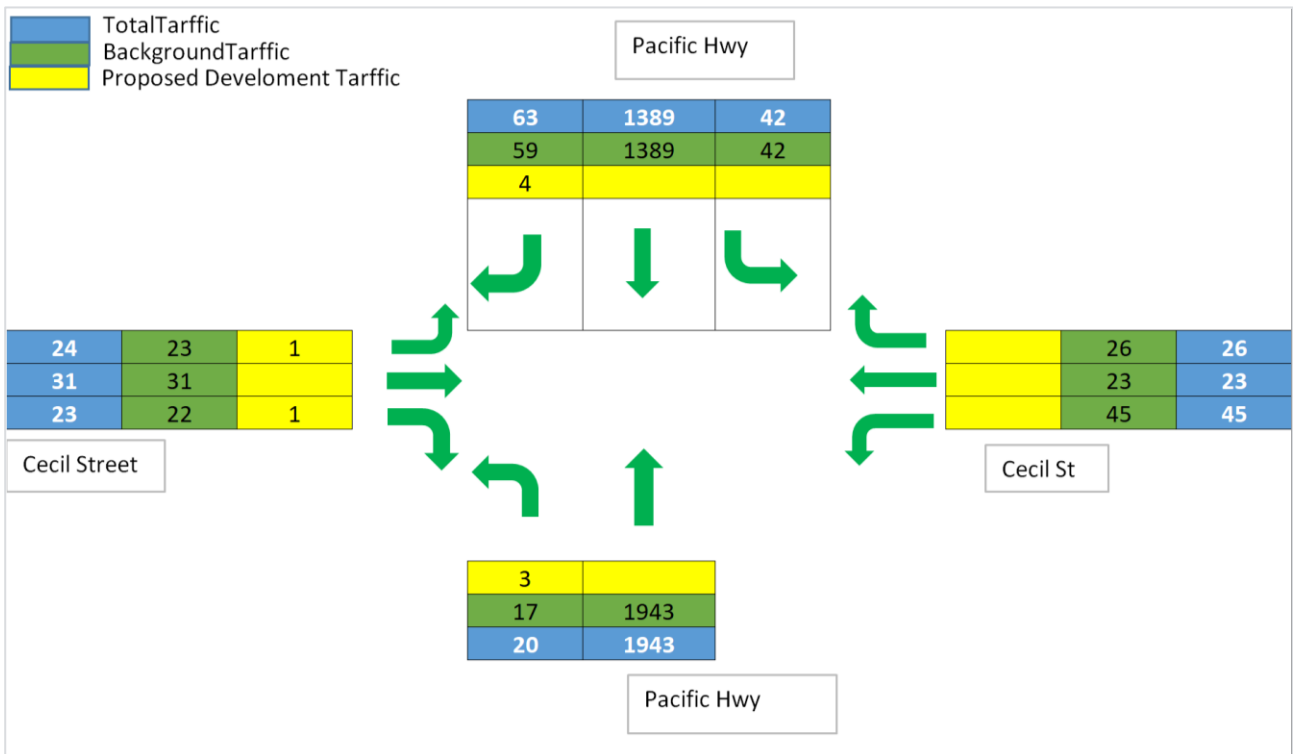 TotalTarffic
BackgroundTarffic
Proposed Develoment Tarffic
Pacific Hwy
63 1389 42
59 1389 42
4
24 23 1
31 31
23 22 1
Cecil Street
26 26
23 23
45 45
Cecil St
3
17 1943
20 1943
Pacific Hwy